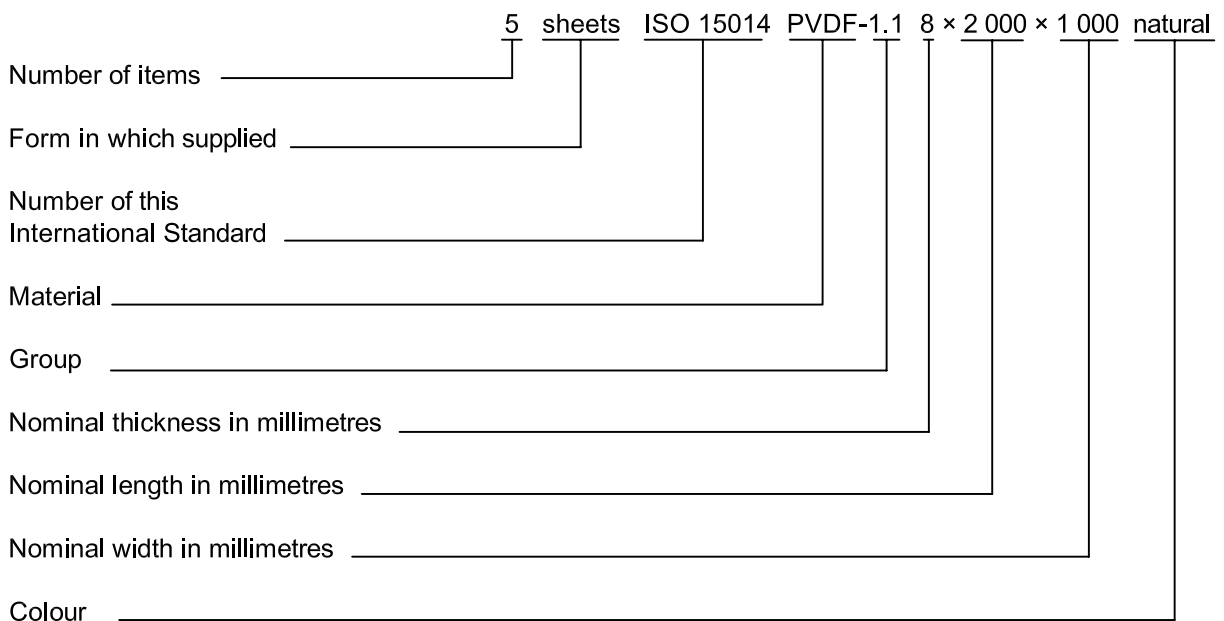 5 sheets ISO 15014 PVDF-1.1 8 × 2 000 × 1 000 natural
Number of items
Form in which supplied
Number of this
International Standard
Material
Group
Nominal thickness in millimetres
Nominal length in millimetres
Nominal width in millimetres
Colour